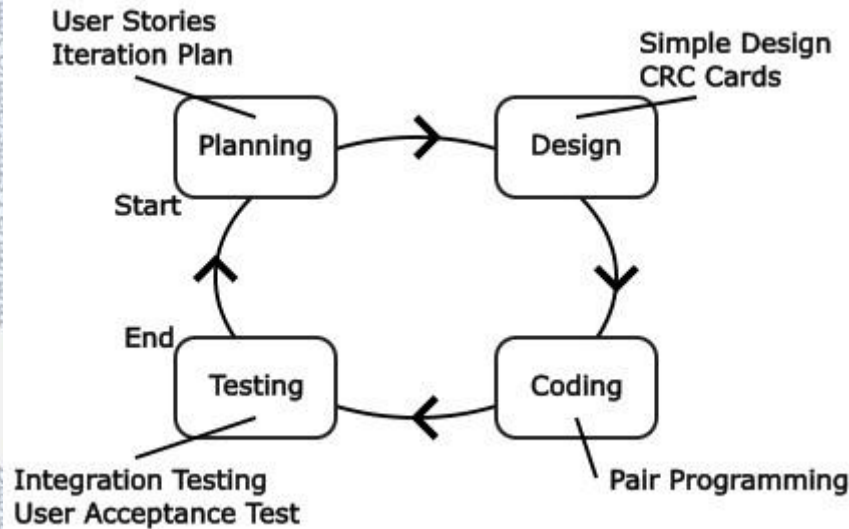 User Stories
Iteration Plan
Simple Design
CRC Cards
Planning
Design
Start
End
Testing
Coding
Integration Testing
User Acceptance Test
Pair Programming